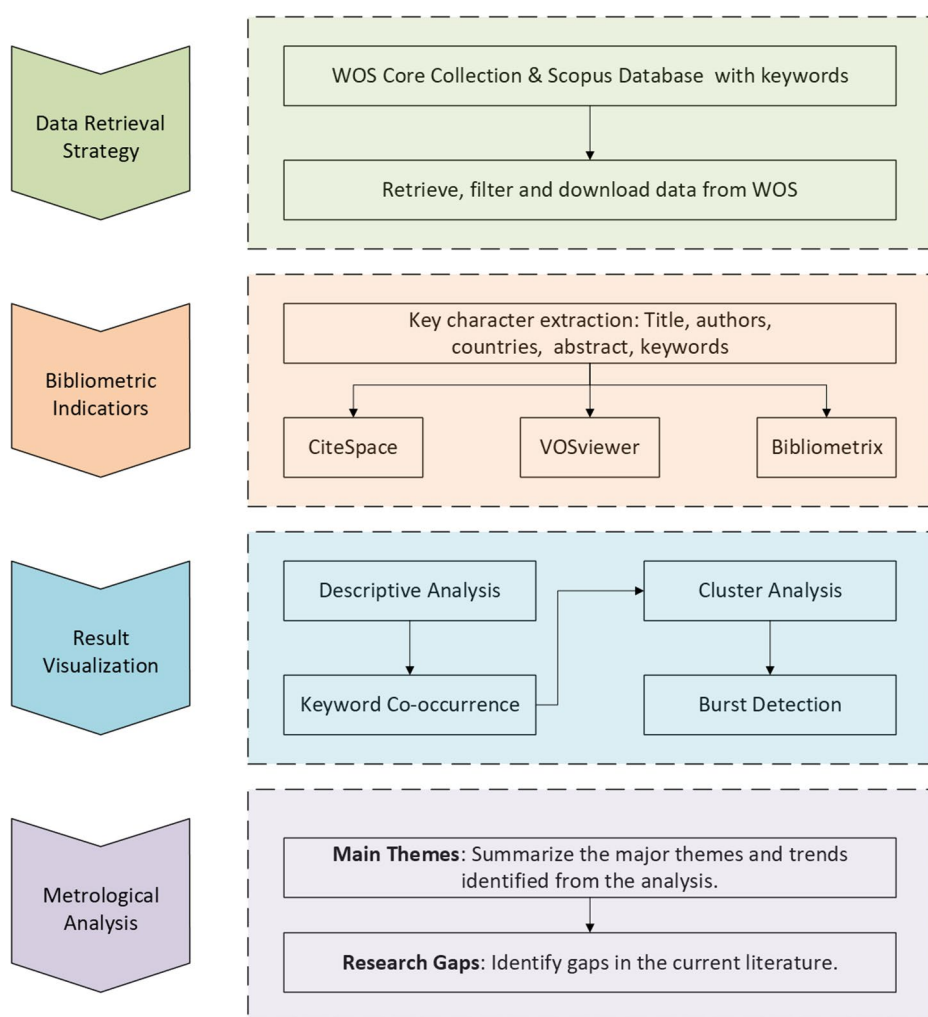 Data Retrieval
Strategy
WOS Core Collection & Scopus Database with keywords
Retrieve, filter and download data from WOS
Bibliometric
Indicatiors
Key character extraction: Title, authors,
countries, abstract, keywords
CiteSpace
VOSviewer
Bibliometrix
Result
Visualization
Descriptive Analysis
Keyword Co-occurrence
Cluster Analysis
Burst Detection
Metrological
Analysis
Main Themes: Summarize the major themes and trends
identified from the analysis.
Research Gaps: Identify gaps in the current literature.